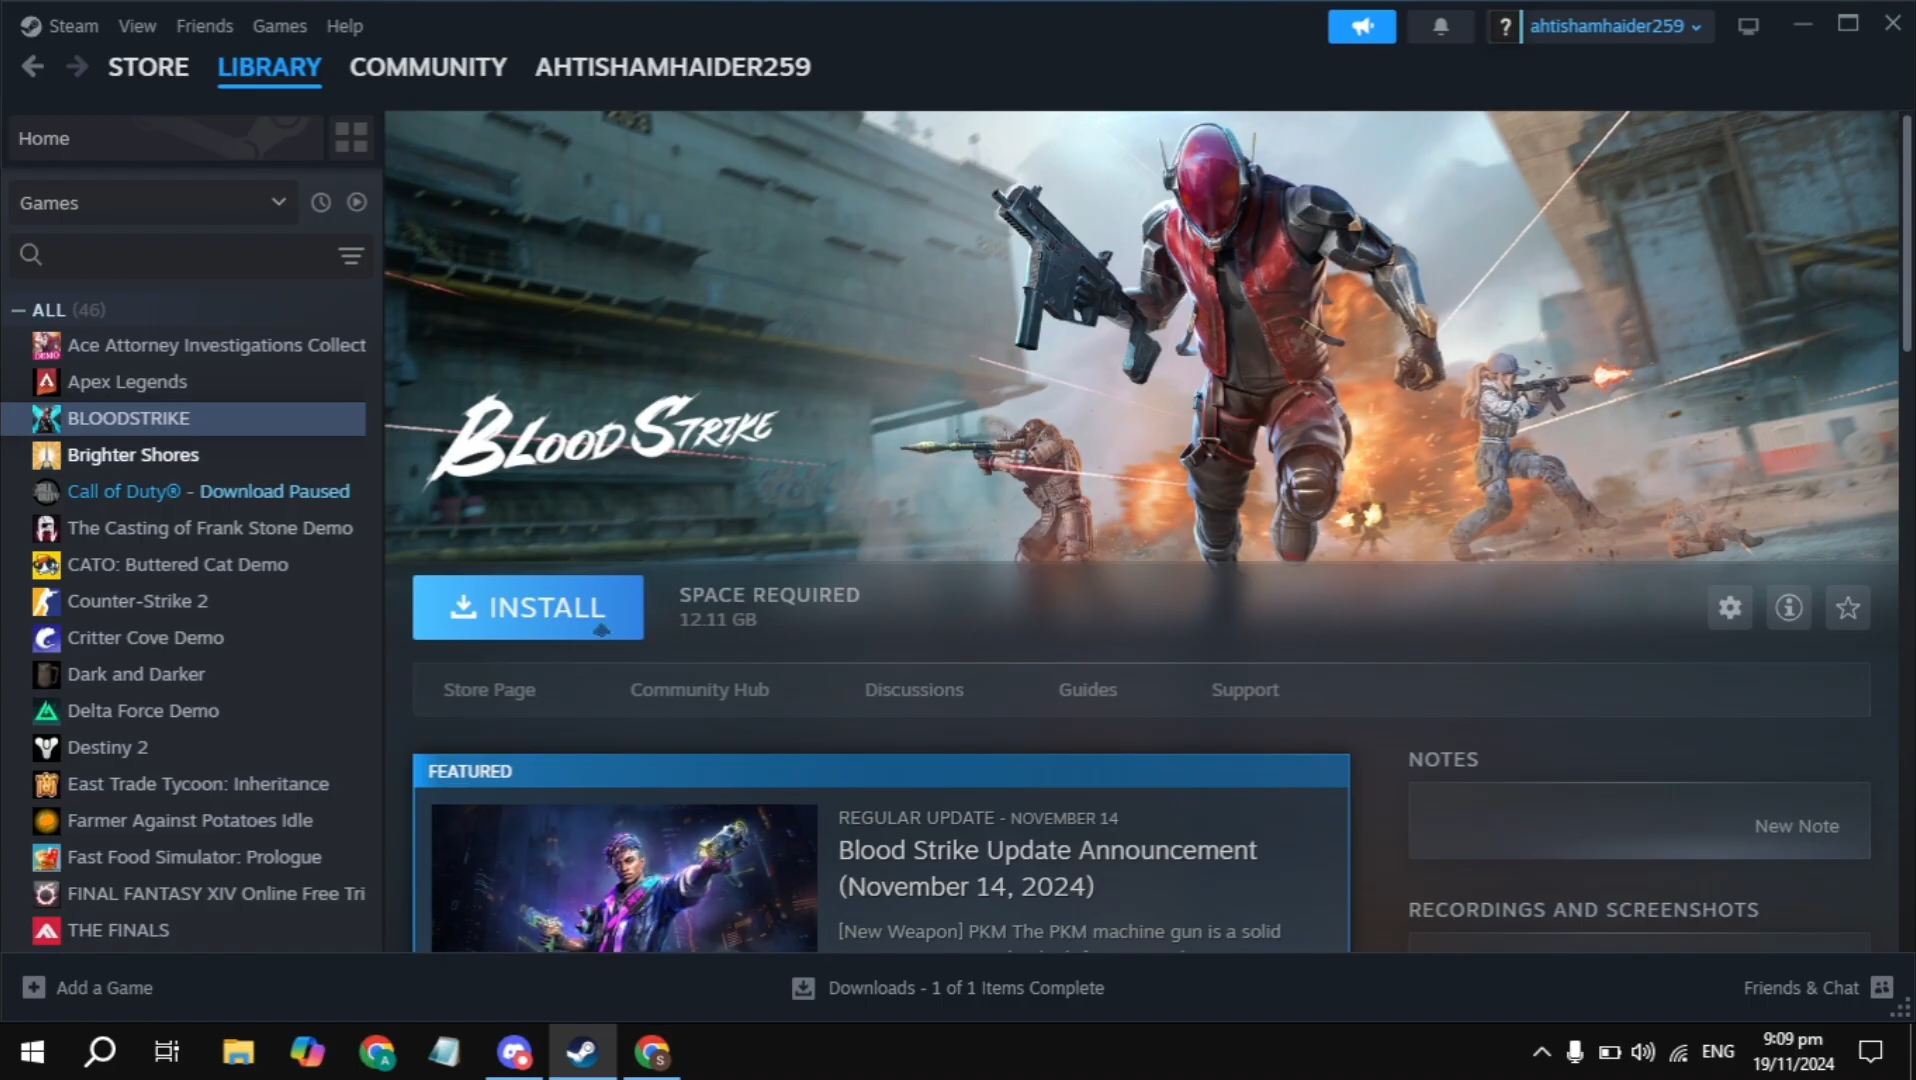 Steam View Friends Games Help
? ahtishamhaider259
STORE LIBRARY COMMUNITY AHTISHAMHAIDER259
Home
Games
ALL (46)
Ace Attorney Investigations Collect
Apex Legends
BLOODSTRIKE
Brighter Shores
Call of Duty® - Download Paused
The Casting of Frank Stone Demo
CATO: Buttered Cat Demo
Counter-Strike 2
Critter Cove Demo
Dark and Darker
Delta Force Demo
Destiny 2
East Trade Tycoon: Inheritance
Farmer Against Potatoes Idle
Fast Food Simulator: Prologue
FINAL FANTASY XIV Online Free Tri
THE FINALS
BLOOD STRIKE
INSTALL
SPACE REQUIRED
12.11 GB
Store Page Community Hub Discussions Guides Support
FEATURED
REGULAR UPDATE - NOVEMBER 14
Blood Strike Update Announcement
(November 14, 2024)
[New Weapon] PKM The PKM machine gun is a solid
NOTES
New Note
RECORDINGS AND SCREENSHOTS
Add a Game
Downloads - 1 of 1 Items Complete
Friends & Chat
ENG
9:09 pm
19/11/2024